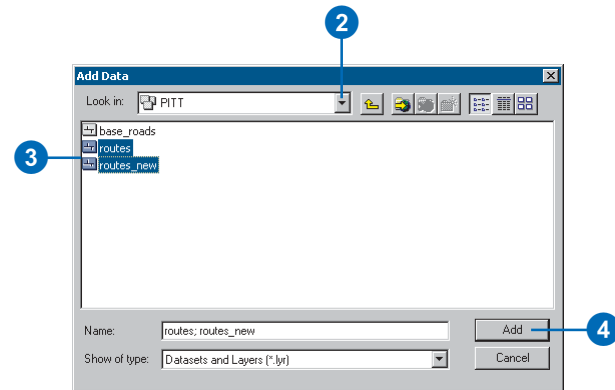 2
Add Data
Look in: PITT
base_roads
3
routes
routes_new
Name: routes; routes_new
Add
4
Show of type: Datasets and Layers (*.lyr)
Cancel